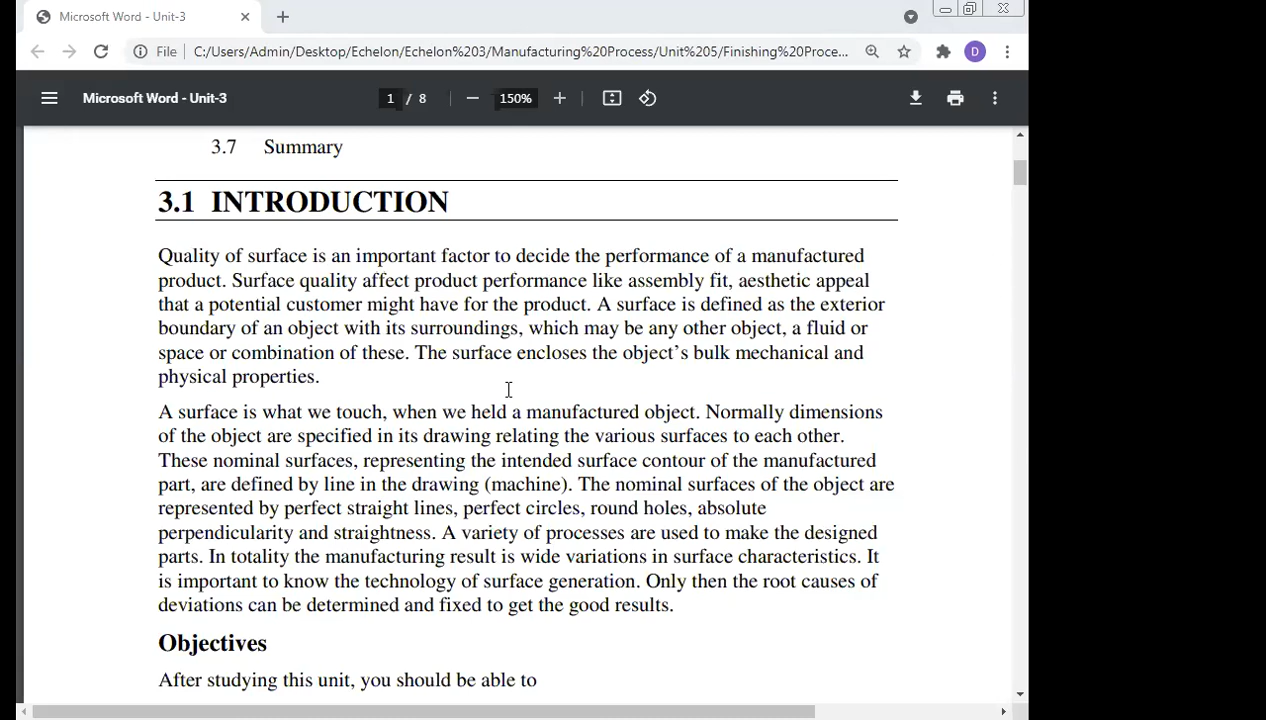 Microsoft Word - Unit-3
File C:/Users/Admin/Desktop/Echelon/Echelon%203/Manufacturing%20Process/Unit%205/Finishing%20Proce...
D
Microsoft Word - Unit-3 1 / 8 150%
3.7 Summary
3.1 INTRODUCTION
Quality of surface is an important factor to decide the performance of a manufactured
product. Surface quality affect product performance like assembly fit, aesthetic appeal
that a potential customer might have for the product. A surface is defined as the exterior
boundary of an object with its surroundings, which may be any other object, a fluid or
space or combination of these. The surface encloses the object’s bulk mechanical and
physical properties.
A surface is what we touch, when we held a manufactured object. Normally dimensions
of the object are specified in its drawing relating the various surfaces to each other.
These nominal surfaces, representing the intended surface contour of the manufactured
part, are defined by line in the drawing (machine). The nominal surfaces of the object are
represented by perfect straight lines, perfect circles, round holes, absolute
perpendicularity and straightness. A variety of processes are used to make the designed
parts. In totality the manufacturing result is wide variations in surface characteristics. It
is important to know the technology of surface generation. Only then the root causes of
deviations can be determined and fixed to get the good results.
Objectives
After studying this unit, you should be able to